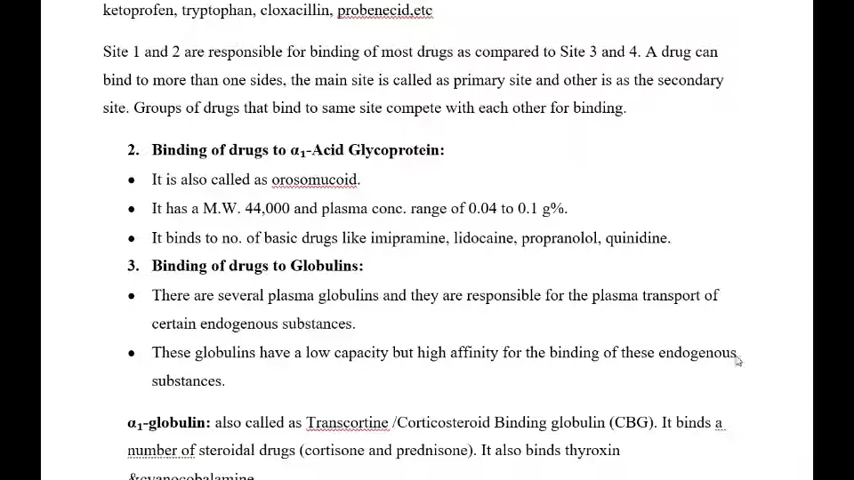 ketoprofen, tryptophan, cloxacillin, probenecid,etc
Site 1 and 2 are responsible for binding of most drugs as compared to Site 3 and 4. A drug can
bind to more than one sides, the main site is called as primary site and other is as the secondary
site. Groups of drugs that bind to same site compete with each other for binding.
2. Binding of drugs to α₁-Acid Glycoprotein:
• It is also called as orosomucoid.
• It has a M.W. 44,000 and plasma conc. range of 0.04 to 0.1 g%.
• It binds to no. of basic drugs like imipramine, lidocaine, propranolol, quinidine.
3. Binding of drugs to Globulins:
• There are several plasma globulins and they are responsible for the plasma transport of
certain endogenous substances.
• These globulins have a low capacity but high affinity for the binding of these endogenous
substances.
α₁-globulin: also called as Transcortine /Corticosteroid Binding globulin (CBG). It binds a
number of steroidal drugs (cortisone and prednisone). It also binds thyroxin
&cyanocobalamine.